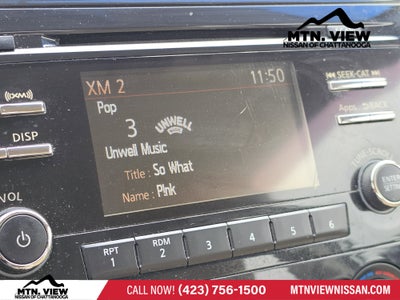 MTN. VIEW
NISSAN OF CHATTANOOGA
XM 2
11:50
Pop
3
UNWELL
Unwell Music
Title : So What
Name : P!nk
((XM))
DISP
VOL
SEEK-CAT
Apps
BACK
TUNE/SCROLL
ENTER
SETTING
RPT
1
RDM
2
3
4
5
6
MTN. VIEW
NISSAN OF CHATTANOOGA
CALL NOW! (423) 756-1500
MTNVIEWNISSAN.COM